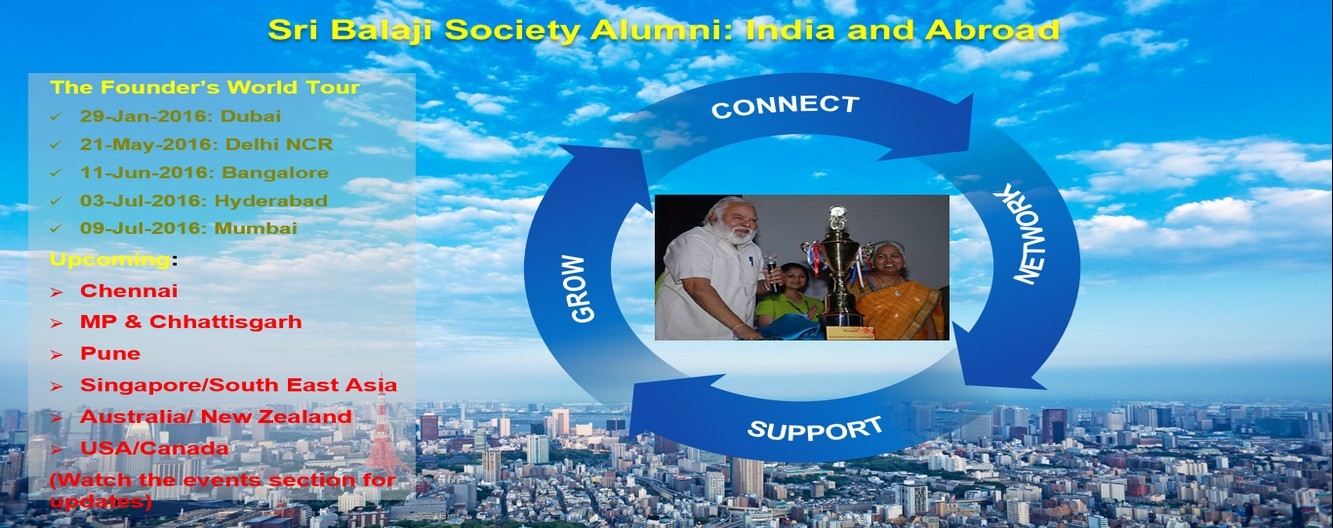 Sri Balaji Society Alumni: India and Abroad
The Founder's World Tour
29-Jan-2016: Dubai
21-May-2016: Delhi NCR
11-Jun-2016: Bangalore
03-Jul-2016: Hyderabad
09-Jul-2016: Mumbai
Upcoming:
Chennai
MP & Chhattisgarh
Pune
Singapore/South East Asia
Australia/ New Zealand
USA/Canada
(Watch the events section for
updates)
CONNECT
NETWORK
SUPPORT
GROW